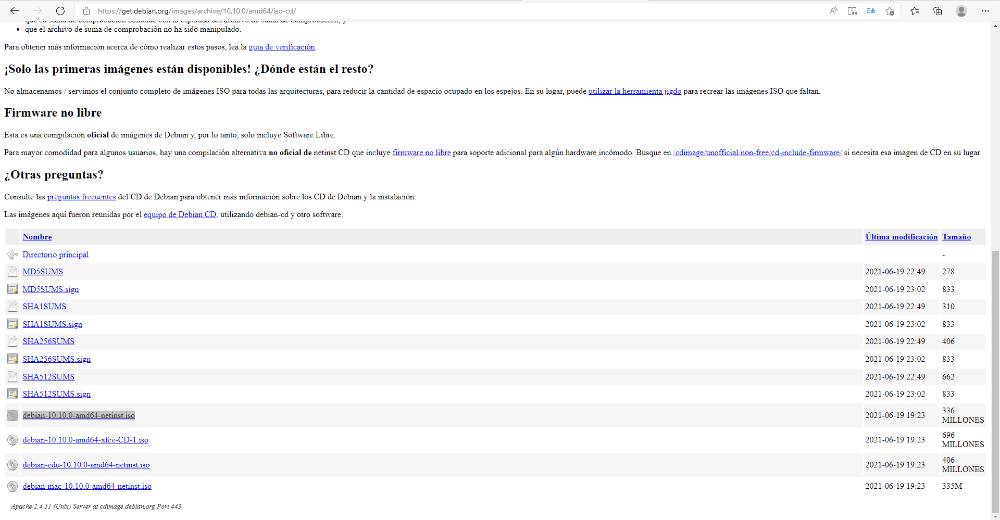 https://get.debian.org/images/archive/10.10.0/amd64/iso-cd/
que su suma de comprobación coincide con la esperada del archivo de suma de comprobación, y
que el archivo de suma de comprobación no ha sido manipulado.
Para obtener más información acerca de cómo realizar estos pasos, lea la guía de verificación.
¡Solo las primeras imágenes están disponibles! ¿Dónde están el resto?
No almacenamos / servimos el conjunto completo de imágenes ISO para todas las arquitecturas, para reducir la cantidad de espacio ocupado en los espejos. En su lugar, puede utilizar la herramienta jigdo para recrear las imágenes ISO que faltan.
Firmware no libre
Esta es una compilación oficial de imágenes de Debian y, por lo tanto, solo incluye Software Libre.
Para mayor comodidad para algunos usuarios, hay una compilación alternativa no oficial de netinst CD que incluye firmware no libre para soporte adicional para algún hardware incómodo. Busque en /cdimage/unofficial/non-free/cd-include-firmware/ si necesita esa imagen de CD en su lugar.
¿Otras preguntas?
Consulte las preguntas frecuentes del CD de Debian para obtener más información sobre los CD de Debian y la instalación.
Las imágenes aquí fueron reunidas por el equipo de Debian CD, utilizando debian-cd y otro software.
Nombre Última modificación Tamaño
Directorio principal -
MD5SUMS 2021-06-19 22:49 278
MD5SUMS.sign 2021-06-19 23:02 833
SHA1SUMS 2021-06-19 22:49 310
SHA1SUMS.sign 2021-06-19 23:02 833
SHA256SUMS 2021-06-19 22:49 406
SHA256SUMS.sign 2021-06-19 23:02 833
SHA512SUMS 2021-06-19 22:49 662
SHA512SUMS.sign 2021-06-19 23:02 833
debian-10.10.0-amd64-netinst.iso 2021-06-19 19:23 336
MILLONES
debian-10.10.0-amd64-xfce-CD-1.iso 2021-06-19 19:23 696
MILLONES
debian-edu-10.10.0-amd64-netinst.iso 2021-06-19 19:23 406
MILLONES
debian-mac-10.10.0-amd64-netinst.iso 2021-06-19 19:23 335M
Apache/2.4.51 (Unix) Server at cdimage.debian.org Port 443